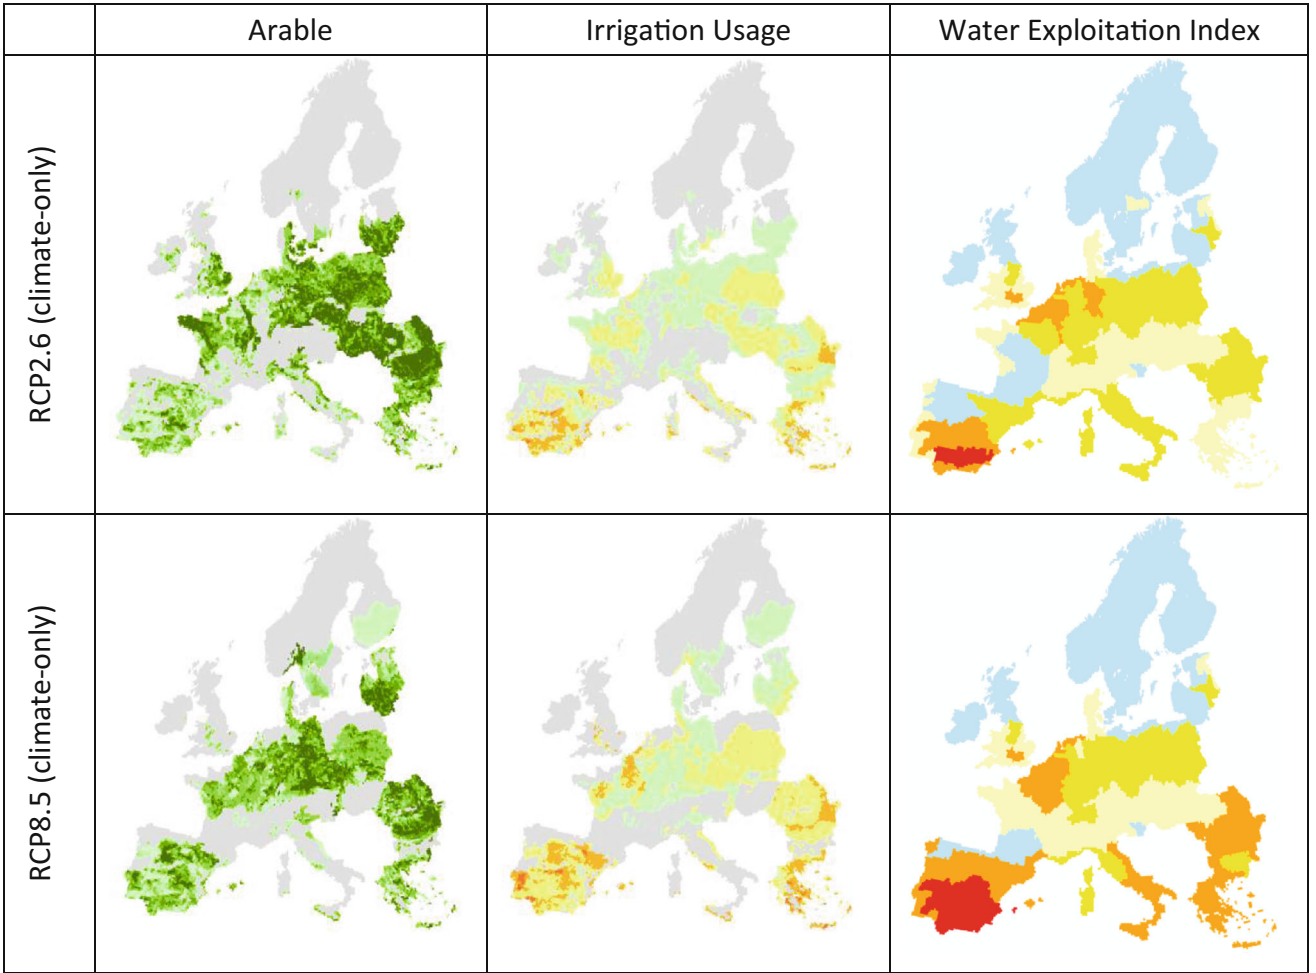 Arable
Irrigation Usage
Water Exploitation Index
RCP2.6 (climate-only)
RCP8.5 (climate-only)